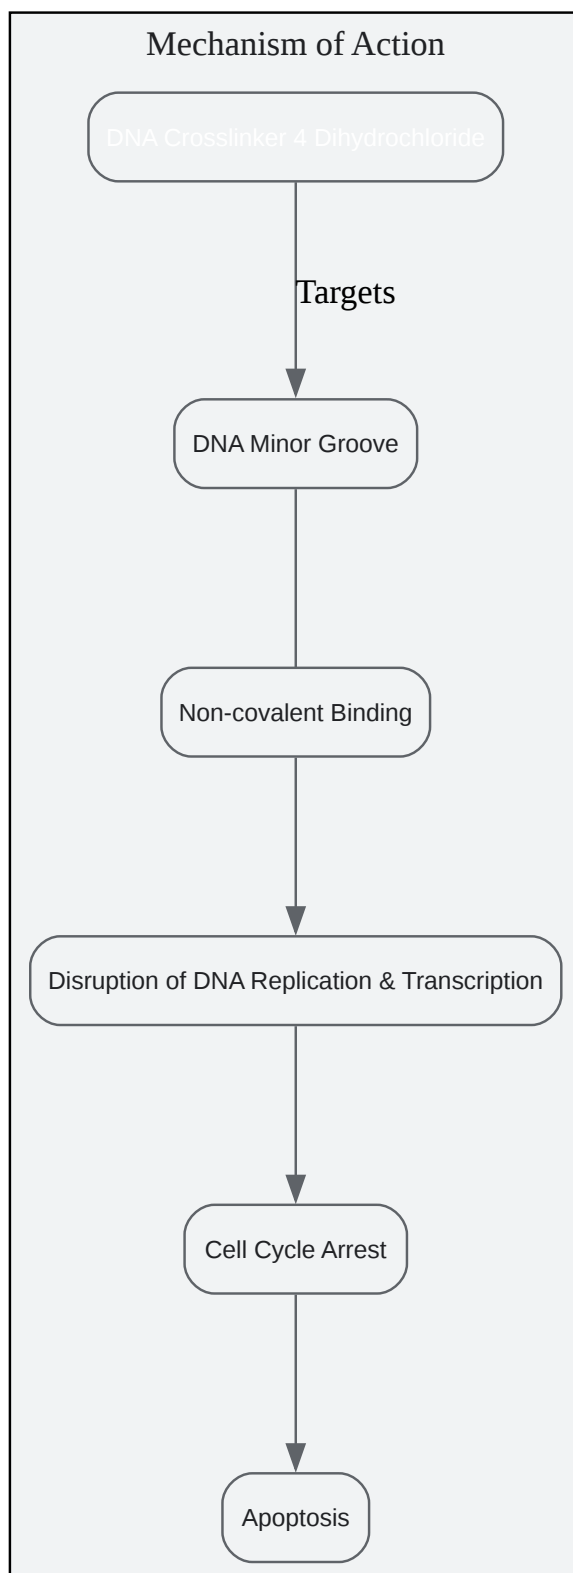 Mechanism of Action
DNA Crosslinker 4 Dihydrochloride
Targets
DNA Minor Groove
Non-covalent Binding
Disruption of DNA Replication & Transcription
Cell Cycle Arrest
Apoptosis